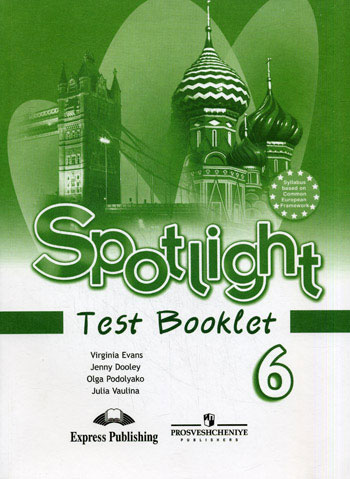 Syllabus
based on
Common
European
Framework
Spotlight
Test Booklet
6
Virginia Evans
Jenny Dooley
Olga Podolyako
Julia Vaulina
Express Publishing
PROSVESHCHENIYE
PUBLISHERS